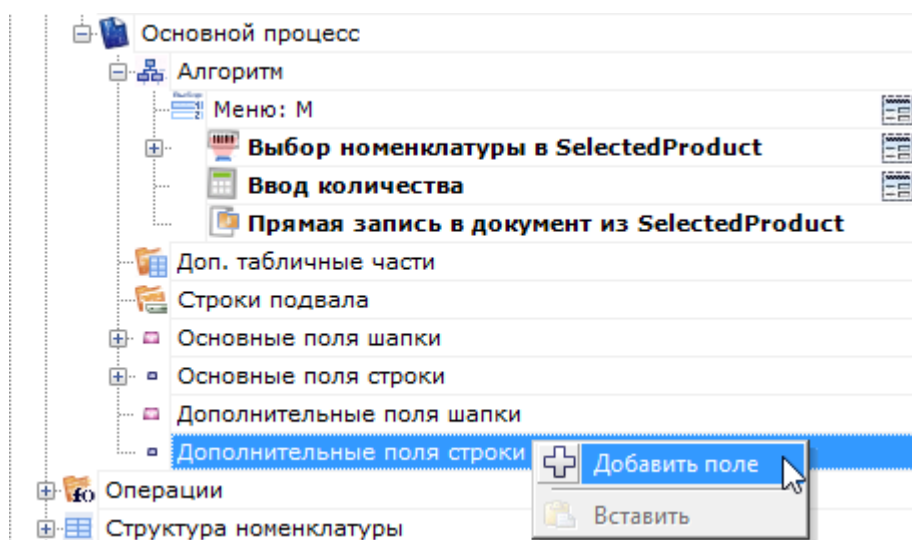 Основной процесс
Алгоритм
Меню: М
Выбор номенклатуры в SelectedProduct
Ввод количества
Прямая запись в документ из SelectedProduct
Доп. табличные части
Строки подвала
Основные поля шапки
Основные поля строки
Дополнительные поля шапки
Дополнительные поля строки
Добавить поле
Операции
Вставить
Структура номенклатуры